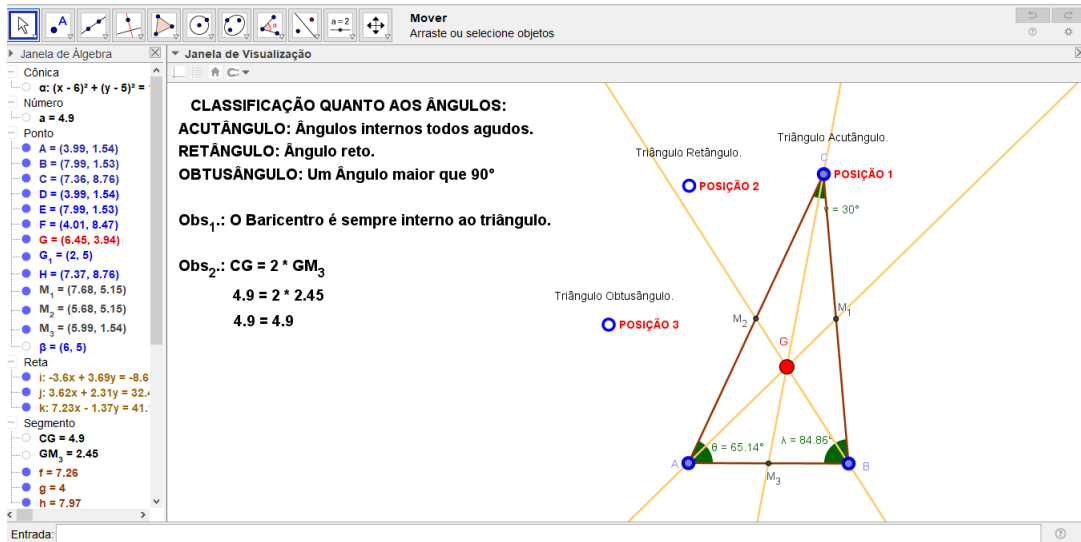 Mover
Arraste ou selecione objetos
A
α
a=2
Janela de Álgebra
Cônica
α: (x - 6)² + (y - 5)² =
Número
a = 4.9
Ponto
A = (3.99, 1.54)
B = (7.99, 1.53)
C = (7.36, 8.76)
D = (3.99, 1.54)
E = (7.99, 1.53)
F = (4.01, 8.47)
G = (6.45, 3.94)
G₁ = (2, 5)
H = (7.37, 8.76)
M₁ = (7.68, 5.15)
M₂ = (5.68, 5.15)
M₃ = (5.99, 1.54)
β = (6, 5)
Reta
i: -3.6x + 3.69y = -8.6
j: 3.62x + 2.31y = 32.
k: 7.23x - 1.37y = 41.
Segmento
CG = 4.9
GM₃ = 2.45
f = 7.26
g = 4
h = 7.97
Entrada:
Janela de Visualização
CLASSIFICAÇÃO QUANTO AOS ÂNGULOS:
ACUTÂNGULO: Ângulos internos todos agudos.
RETÂNGULO: Ângulo reto.
OBTUSÂNGULO: Um Ângulo maior que 90°
Obs₁.: O Baricentro é sempre interno ao triângulo.
Obs₂.: CG = 2 * GM₃
4.9 = 2 * 2.45
4.9 = 4.9
Triângulo Acutângulo.
Triângulo Retângulo.
C
POSIÇÃO 1
POSIÇÃO 2
= 30°
Triângulo Obtusângulo.
POSIÇÃO 3
M₁
M₂
G
θ = 65.14°
λ = 84.86°
A
B
M₃